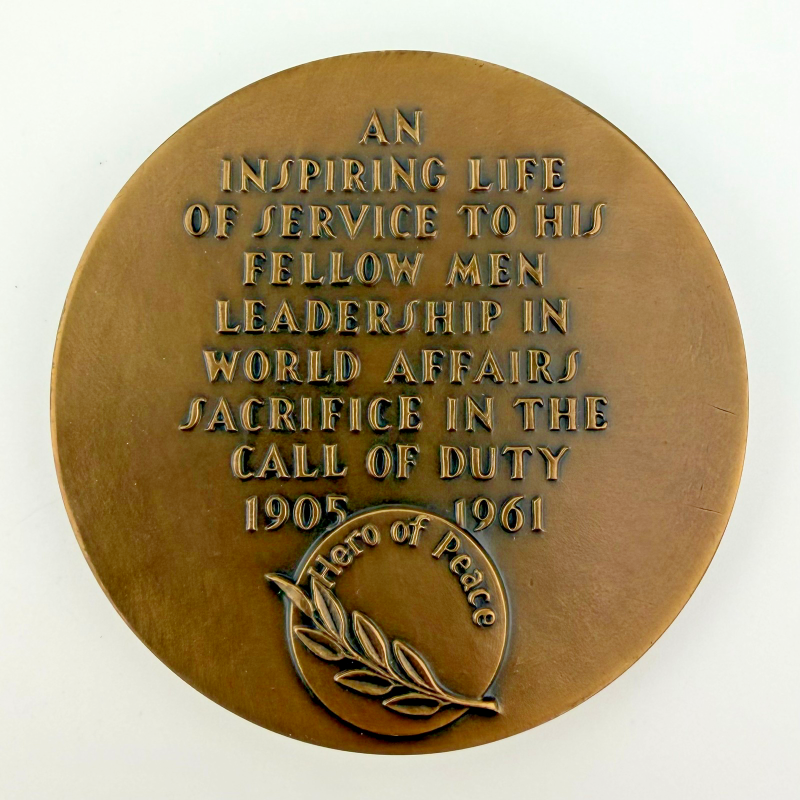 AN
INSPIRING LIFE
OF SERVICE TO HIS
FELLOW MEN
LEADERSHIP IN
WORLD AFFAIRS
SACRIFICE IN THE
CALL OF DUTY
1905 1961
Hero of Peace